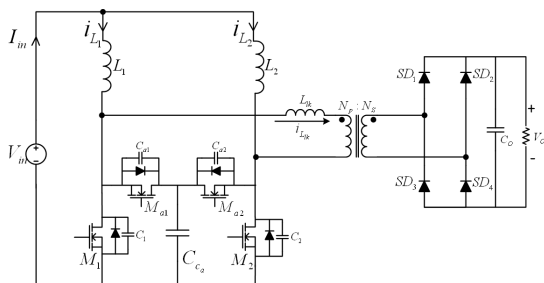 I_in
i_L1
i_L2
L_1
L_2
L_lk
i_Llk
N_P : N_S
SD_1
SD_2
C_a1
C_a2
V_in
C_O
+
V_O
-
M_a1
M_a2
SD_3
SD_4
M_1
C_1
C_ca
M_2
C_2